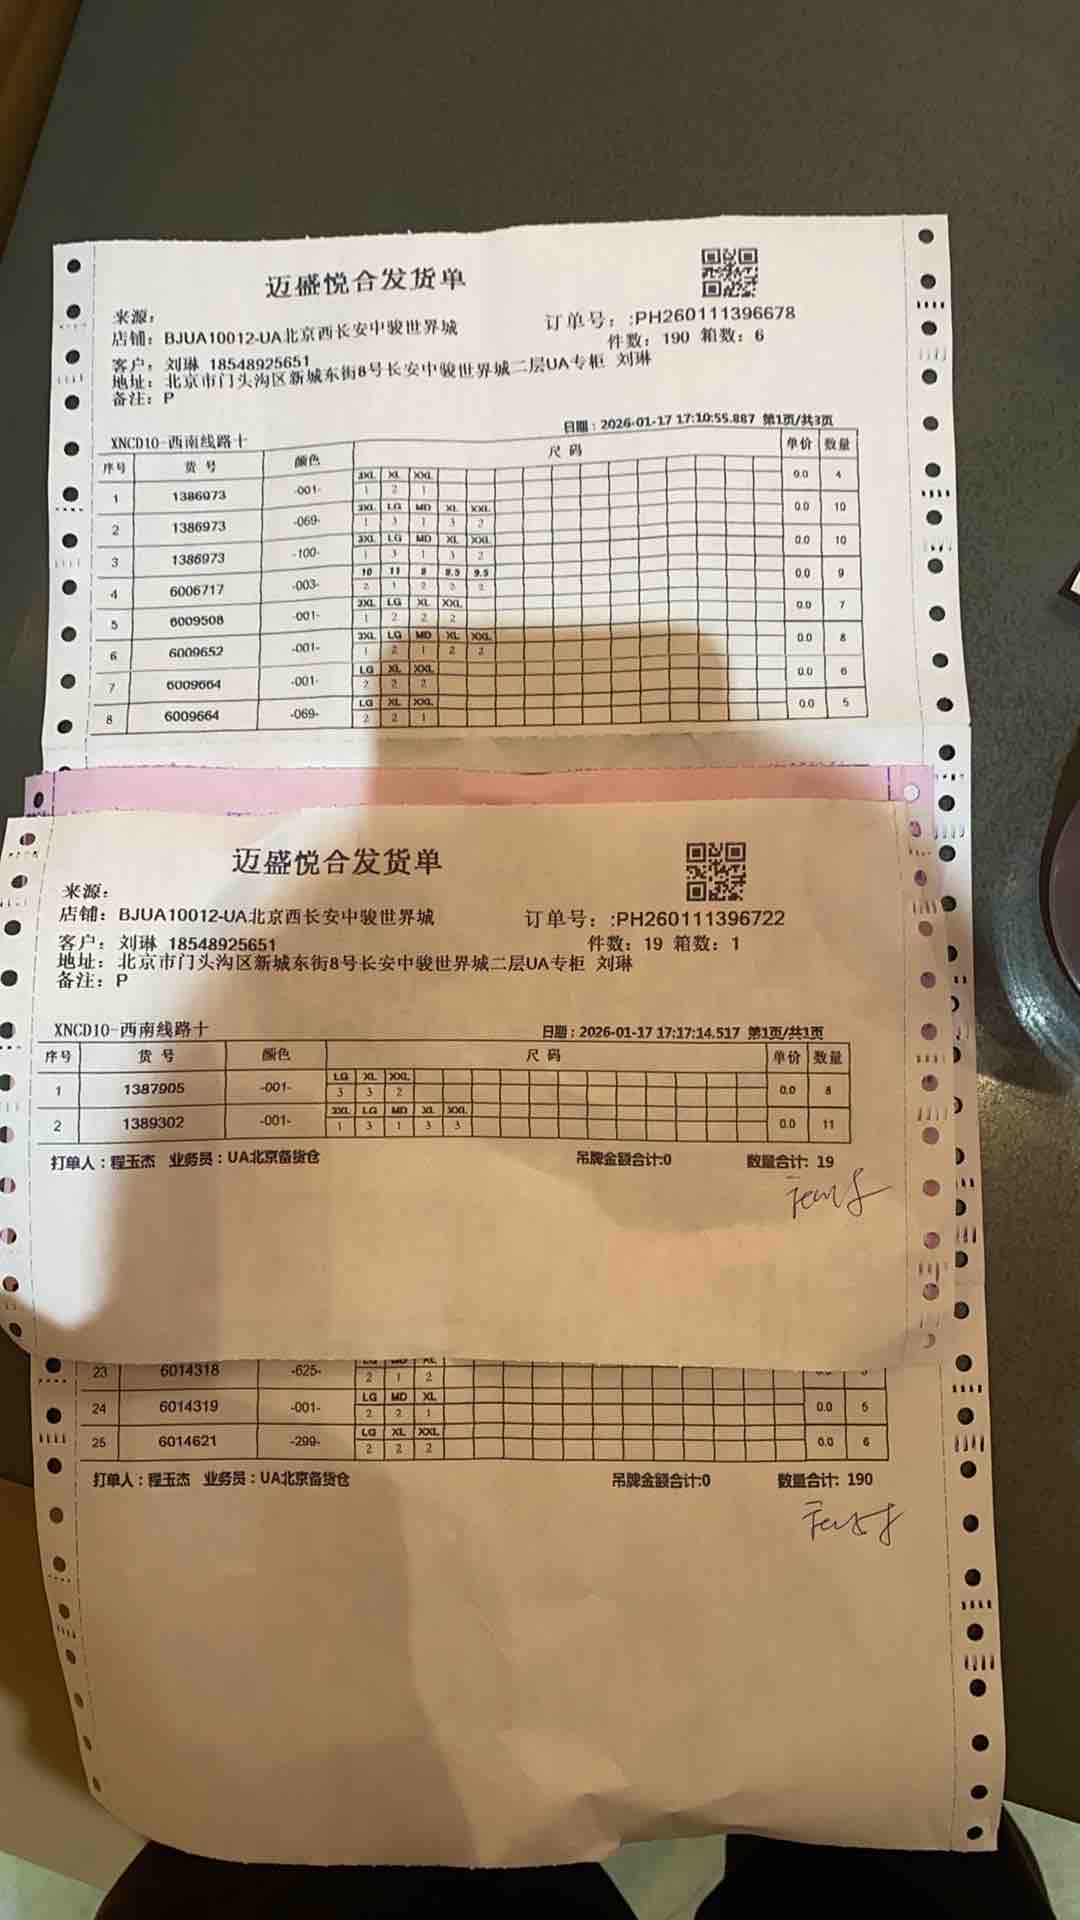 迈盛悦合发货单
来源：
店铺：BJUA10012-UA北京西长安中骏世界城
订单号：:PH260111396678
件数：190 箱数：6
客户：刘琳 18548925651
地址：北京市门头沟区新城东街8号长安中骏世界城二层UA专柜 刘琳
备注：P
XNCD10-西南线路十
日期：2026-01-17 17:10:55.887 第1页/共3页
序号 货号 颜色 尺码 单价 数量
3XL XL XXL
1 1386973 -001- 1 2 1 0.0 4
3XL LG MD XL XXL
2 1386973 -069- 1 3 1 3 2 0.0 10
3XL LG MD XL XXL
3 1386973 -100- 1 3 1 3 2 0.0 10
10 11 8 8.5 9.5
4 6006717 -003- 2 1 2 2 2 0.0 9
3XL LG XL XXL
5 6009508 -001- 1 2 2 2 0.0 7
3XL LG MD XL XXL
6 6009652 -001- 1 2 1 2 2 0.0 8
LG XL XXL
7 6009664 -001- 2 2 2 0.0 6
LG XL XXL
8 6009664 -069- 2 2 1 0.0 5
迈盛悦合发货单
来源：
店铺：BJUA10012-UA北京西长安中骏世界城
订单号：:PH260111396722
客户：刘琳 18548925651
件数：19 箱数：1
地址：北京市门头沟区新城东街8号长安中骏世界城二层UA专柜 刘琳
备注：P
XNCD10-西南线路十
日期：2026-01-17 17:17:14.517 第1页/共1页
序号 货号 颜色 尺码 单价 数量
LG XL XXL
1 1387905 -001- 3 3 2 0.0 8
3XL LG MD XL XXL
2 1389302 -001- 1 3 1 3 3 0.0 11
打单人：程玉杰 业务员：UA北京备货仓 吊牌金额合计:0 数量合计: 19
LG MD XL
23 6014318 -625- 2 1 2 0.0 5
LG MD XL
24 6014319 -001- 2 2 1 0.0 5
LG XL XXL
25 6014621 -299- 2 2 2 0.0 6
打单人：程玉杰 业务员：UA北京备货仓 吊牌金额合计:0 数量合计: 190